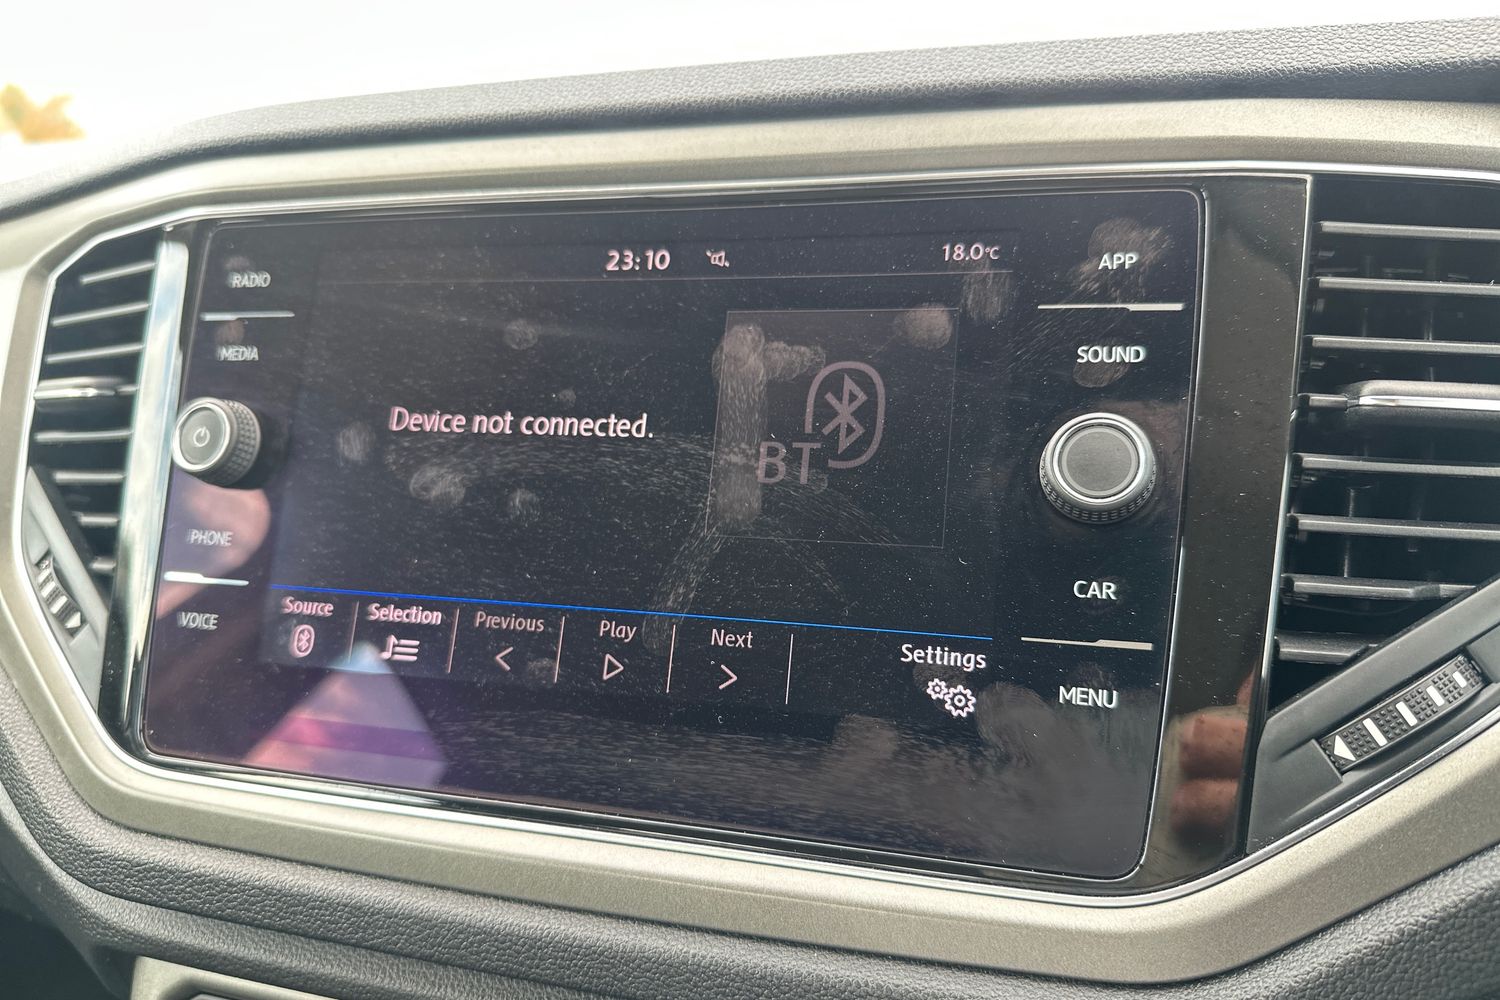 RADIO
MEDIA
PHONE
VOICE
23:10
18.0°C
Device not connected.
BT
Source
Selection
Previous
Play
Next
Settings
APP
SOUND
CAR
MENU